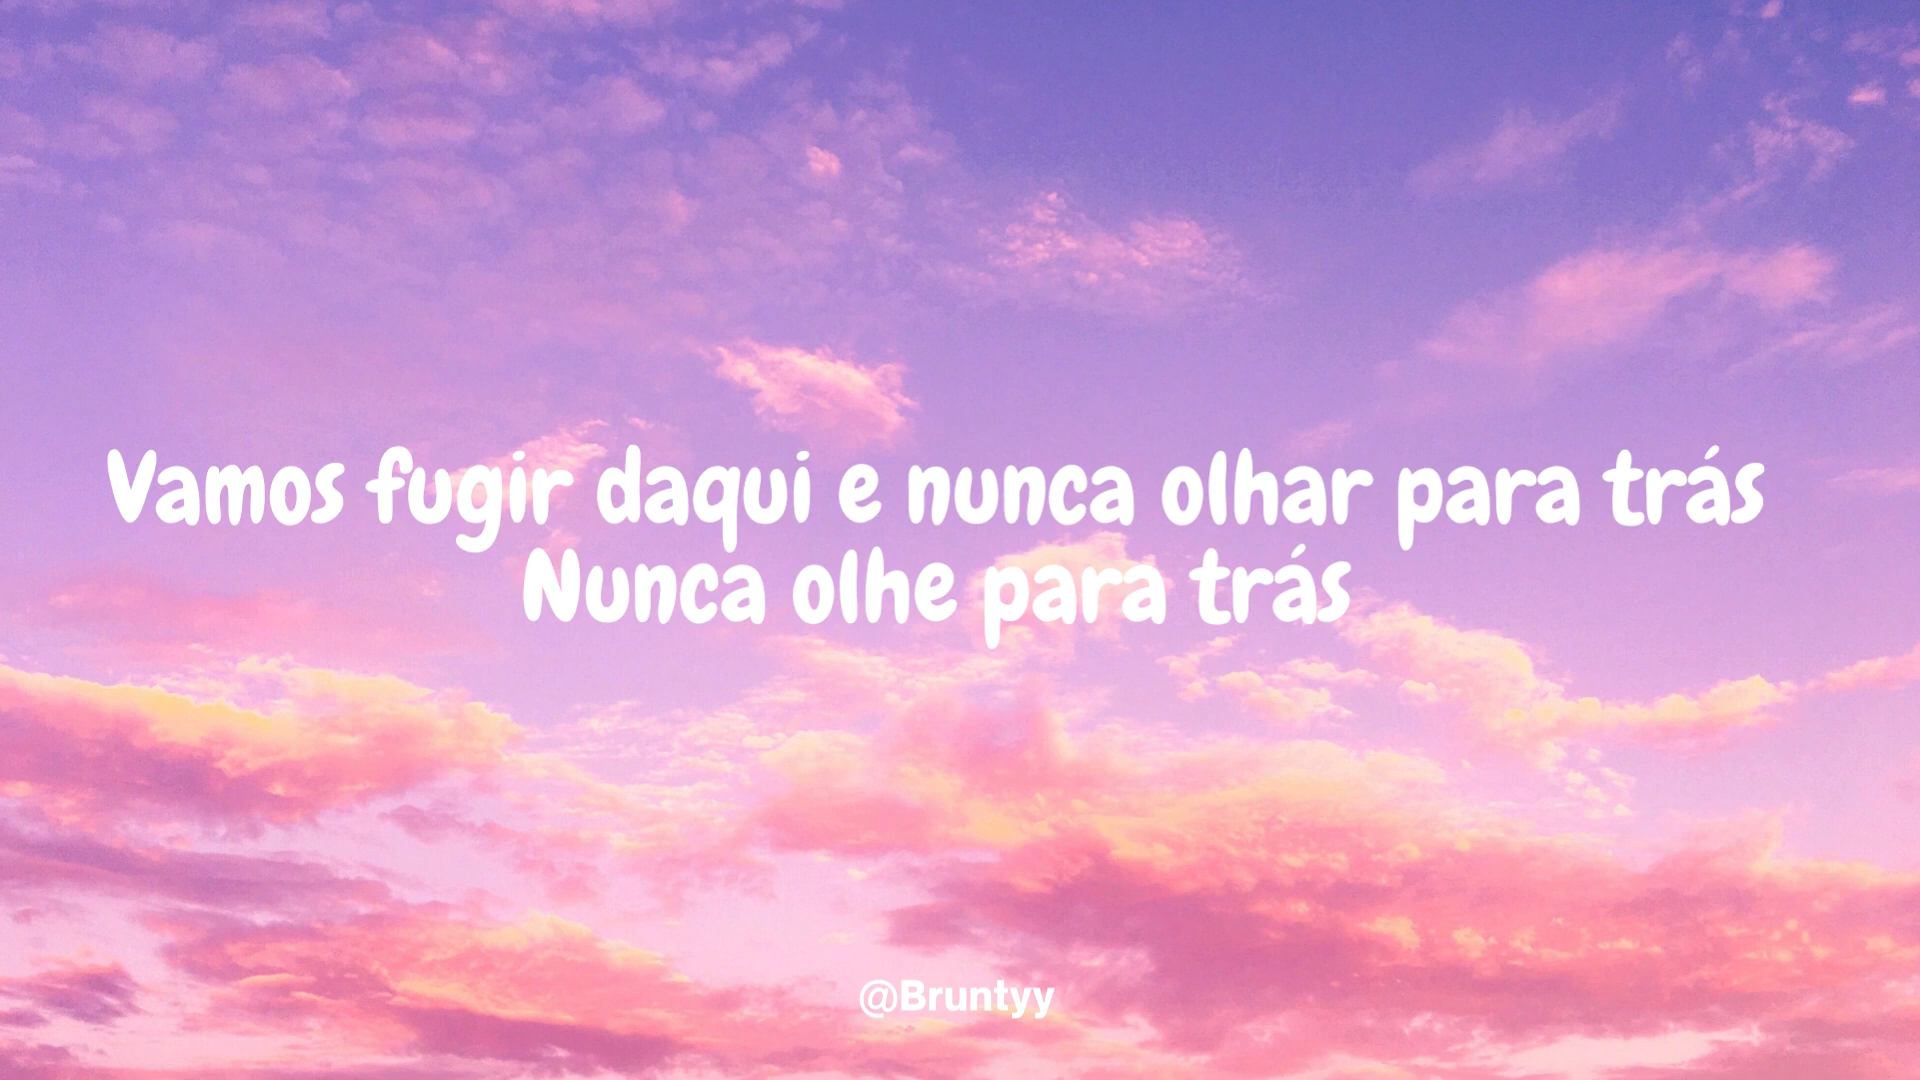 Vamos fugir daqui e nunca olhar para trás
Nunca olhe para trás
@Bruntyy